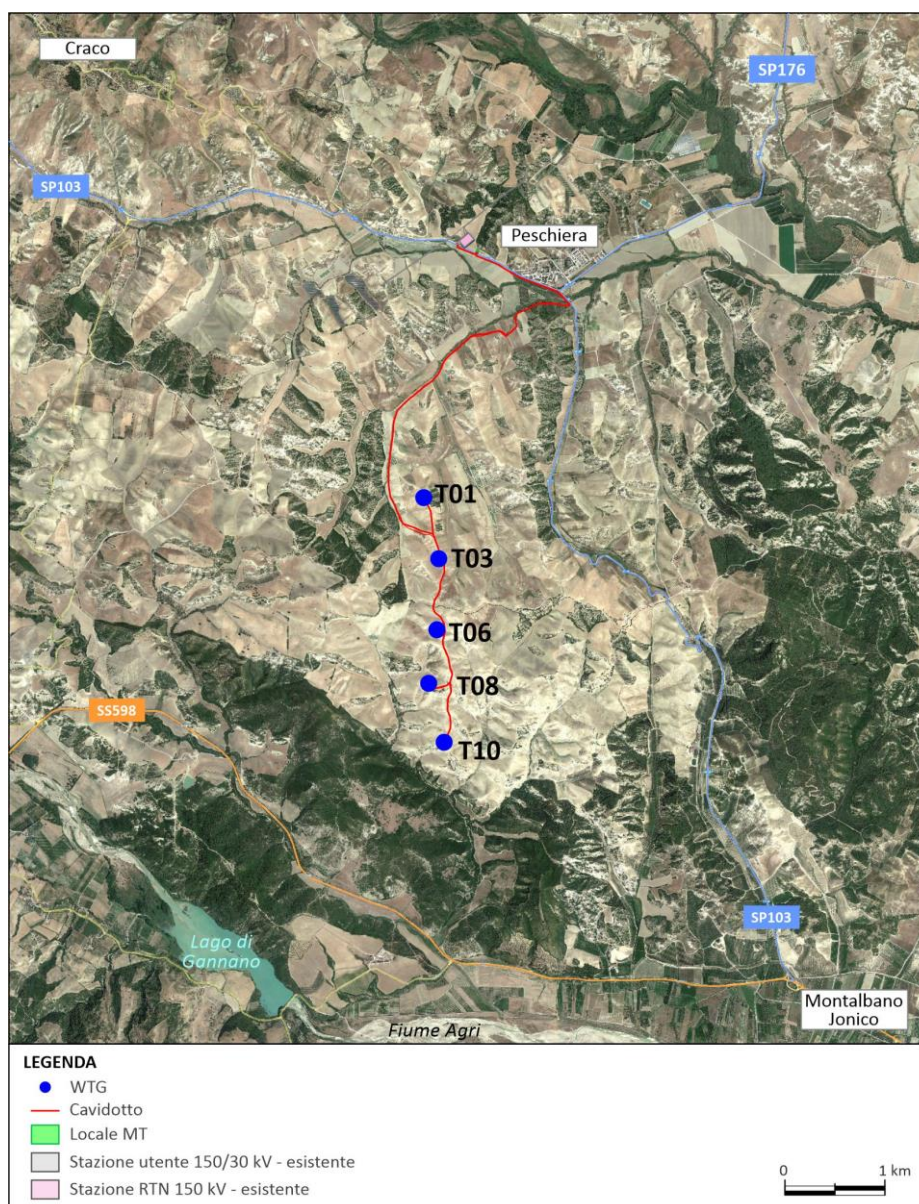 Craco
SP176
SP103
Peschiera
T01
T03
T06
T08
SS598
T10
SP103
Lago di
Gannano
Montalbano
Jonico
Fiume Agri
LEGENDA
WTG
Cavidotto
Locale MT
Stazione utente 150/30 kV - esistente
Stazione RTN 150 kV - esistente
0 1 km